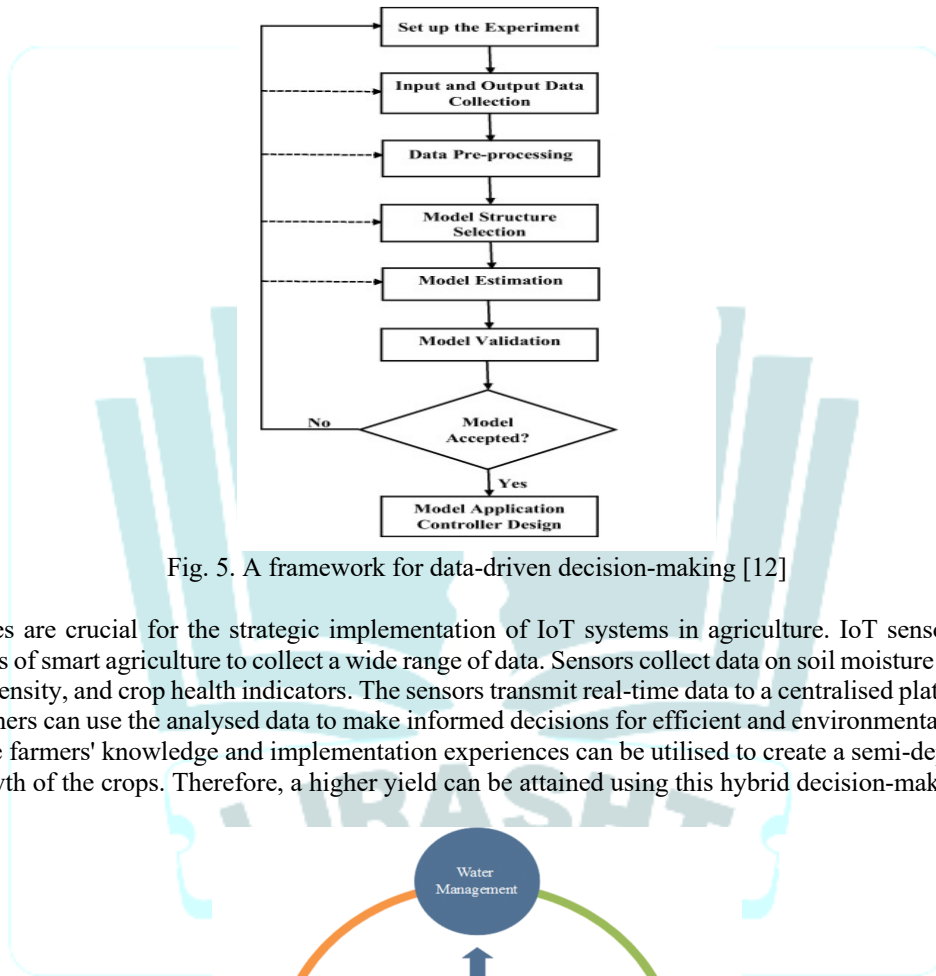 Set up the Experiment
Input and Output Data
Collection
Data Pre-processing
Model Structure
Selection
Model Estimation
Model Validation
No
Model
Accepted?
Yes
Model Application
Controller Design
Fig. 5. A framework for data-driven decision-making [12]
es are crucial for the strategic implementation of IoT systems in agriculture. IoT senso
s of smart agriculture to collect a wide range of data. Sensors collect data on soil moisture
ensity, and crop health indicators. The sensors transmit real-time data to a centralised plat
ners can use the analysed data to make informed decisions for efficient and environmenta
e farmers' knowledge and implementation experiences can be utilised to create a semi-de
th of the crops. Therefore, a higher yield can be attained using this hybrid decision-mak
Water
Management